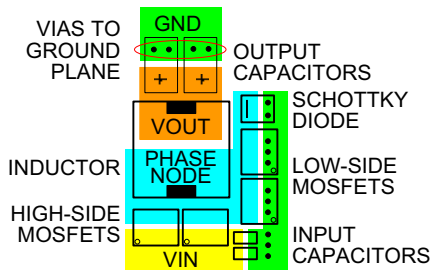 VIAS TO
GROUND
PLANE
GND
OUTPUT
CAPACITORS
SCHOTTKY
DIODE
VOUT
INDUCTOR
PHASE
NODE
LOW-SIDE
MOSFETS
HIGH-SIDE
MOSFETS
VIN
INPUT
CAPACITORS